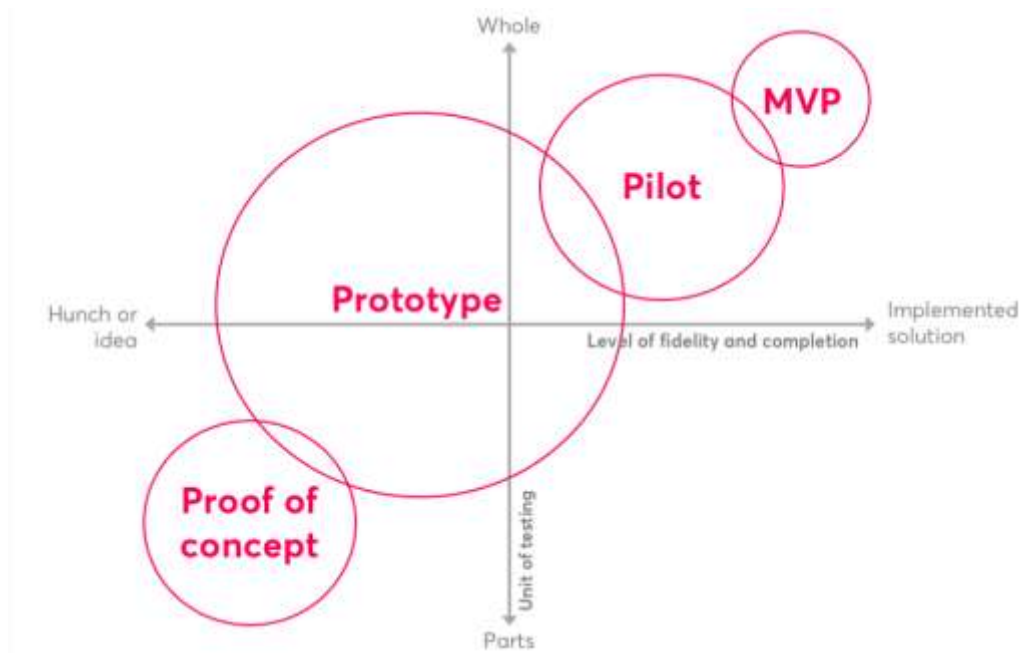 Whole
MVP
Pilot
Prototype
Hunch or
idea
Implemented
solution
Level of fidelity and completion
Proof of
concept
Unit of testing
Parts